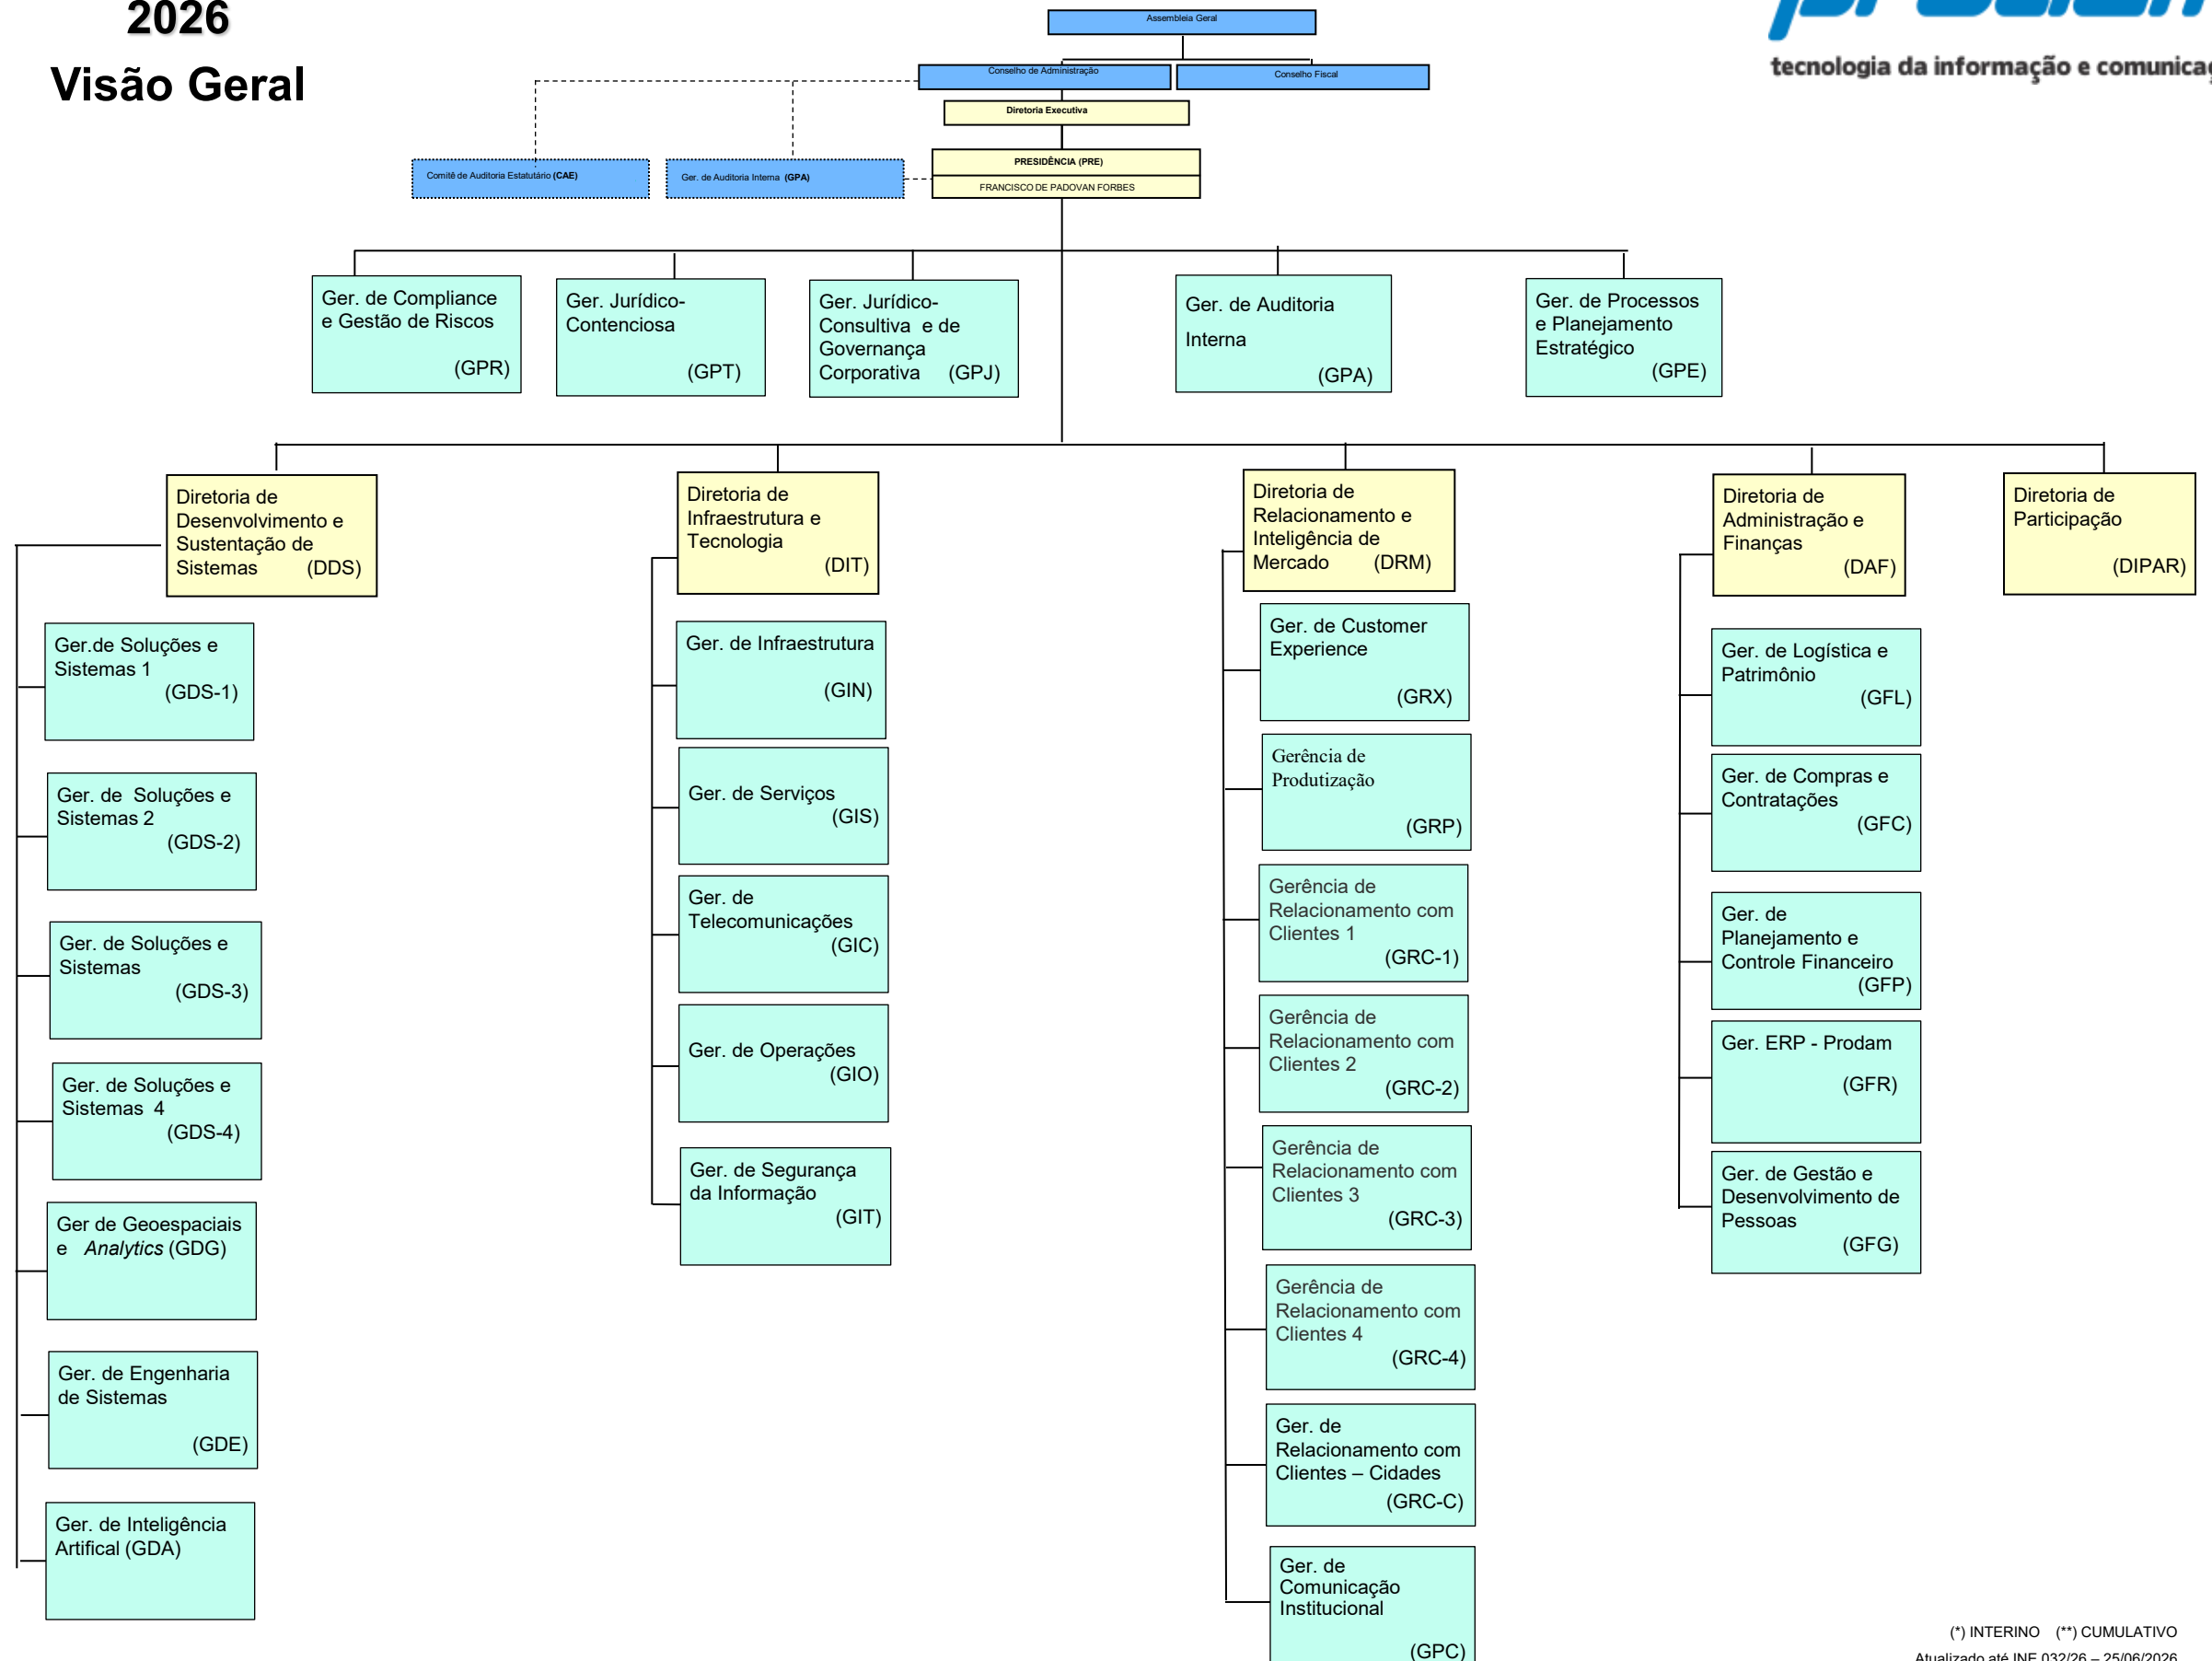 2026
Visão Geral
tecnologia da informação e
Assembleia Geral
Conselho de Administração
Conselho Fiscal
Diretoria Executiva
PRESIDÊNCIA (PRE)
FRANCISCO DE PADOVAN FORBES
Comitê de Auditoria Estatutário (CAE)
Ger. de Auditoria Interna (GPA)
Ger. de Compliance
e Gestão de Riscos
(GPR)
Ger. Jurídico-
Contenciosa
(GPT)
Ger. Jurídico-
Consultiva e de
Governança
Corporativa (GPJ)
Ger. de Auditoria
Interna
(GPA)
Ger. de Processos
e Planejamento
Estratégico
(GPE)
Diretoria de
Desenvolvimento e
Sustentação de
Sistemas (DDS)
Ger.de Soluções e
Sistemas 1
(GDS-1)
Ger. de Soluções e
Sistemas 2
(GDS-2)
Ger. de Soluções e
Sistemas
(GDS-3)
Ger. de Soluções e
Sistemas 4
(GDS-4)
Ger de Geoespaciais
e Analytics (GDG)
Ger. de Engenharia
de Sistemas
(GDE)
Ger. de Inteligência
Artifical (GDA)
Diretoria de
Infraestrutura e
Tecnologia
(DIT)
Ger. de Infraestrutura
(GIN)
Ger. de Serviços
(GIS)
Ger. de
Telecomunicações
(GIC)
Ger. de Operações
(GIO)
Ger. de Segurança
da Informação
(GIT)
Diretoria de
Relacionamento e
Inteligência de
Mercado (DRM)
Ger. de Customer
Experience
(GRX)
Gerência de
Produtização
(GRP)
Gerência de
Relacionamento com
Clientes 1
(GRC-1)
Gerência de
Relacionamento com
Clientes 2
(GRC-2)
Gerência de
Relacionamento com
Clientes 3
(GRC-3)
Gerência de
Relacionamento com
Clientes 4
(GRC-4)
Ger. de
Relacionamento com
Clientes – Cidades
(GRC-C)
Ger. de
Comunicação
Institucional
(GPC)
Diretoria de
Administração e
Finanças
(DAF)
Ger. de Logística e
Patrimônio
(GFL)
Ger. de Compras e
Contratações
(GFC)
Ger. de
Planejamento e
Controle Financeiro
(GFP)
Ger. ERP - Prodam
(GFR)
Ger. de Gestão e
Desenvolvimento de
Pessoas
(GFG)
Diretoria de
Participação
(DIPAR)
(*) INTERINO (**) CUMULATIVO
Atualizado até INE 032/26 – 25/06/2026